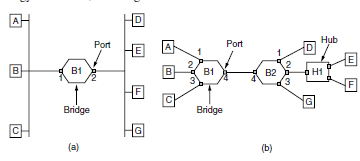 A
B
C
B1
1
2
Port
Bridge
D
E
F
G
(a)
A
B
C
1
2
3
4
B1
Port
Bridge
4
B2
1
2
3
D
Hub
H1
E
F
G
(b)